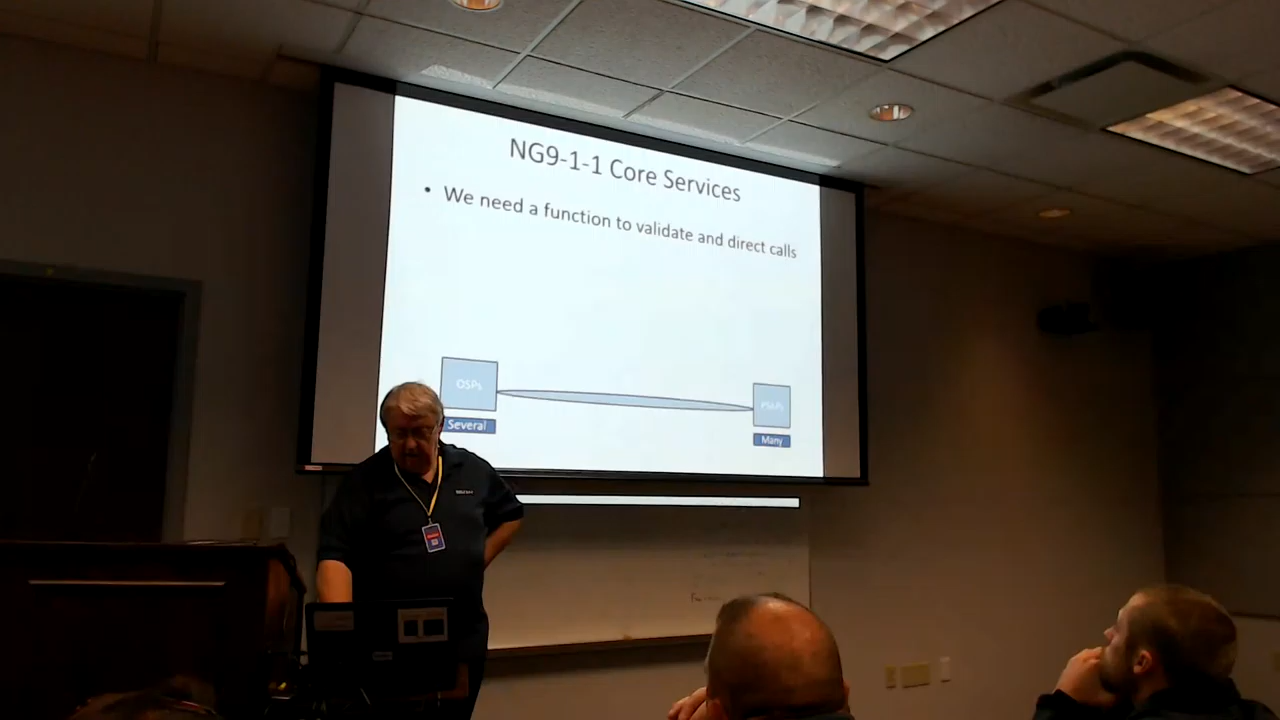 NG9-1-1 Core Services
• We need a function to validate and direct calls
OSPs
PSAPs
Several
Many